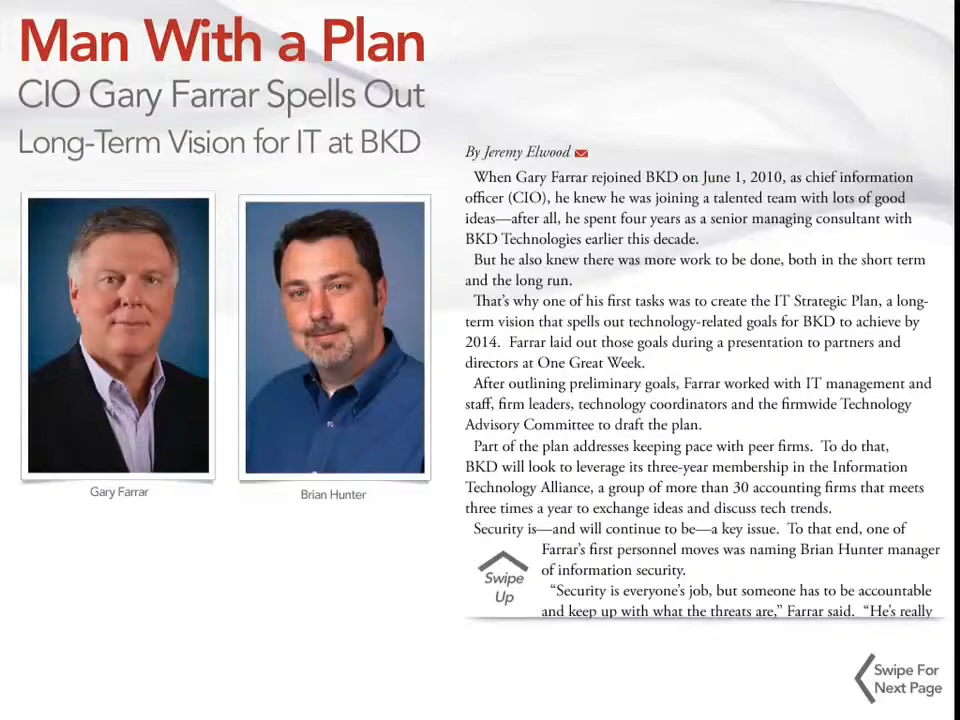 Man With a Plan
CIO Gary Farrar Spells Out
Long-Term Vision for IT at BKD
Gary Farrar
Brian Hunter
By Jeremy Elwood
When Gary Farrar rejoined BKD on June 1, 2010, as chief information
officer (CIO), he knew he was joining a talented team with lots of good
ideas—after all, he spent four years as a senior managing consultant with
BKD Technologies earlier this decade.
But he also knew there was more work to be done, both in the short term
and the long run.
That's why one of his first tasks was to create the IT Strategic Plan, a long-
term vision that spells out technology-related goals for BKD to achieve by
2014.  Farrar laid out those goals during a presentation to partners and
directors at One Great Week.
After outlining preliminary goals, Farrar worked with IT management and
staff, firm leaders, technology coordinators and the firmwide Technology
Advisory Committee to draft the plan.
Part of the plan addresses keeping pace with peer firms.  To do that,
BKD will look to leverage its three-year membership in the Information
Technology Alliance, a group of more than 30 accounting firms that meets
three times a year to exchange ideas and discuss tech trends.
Security is—and will continue to be—a key issue.  To that end, one of
Farrar's first personnel moves was naming Brian Hunter manager
of information security.
"Security is everyone's job, but someone has to be accountable
and keep up with what the threats are," Farrar said.  "He's really
Swipe
Up
Swipe For
Next Page